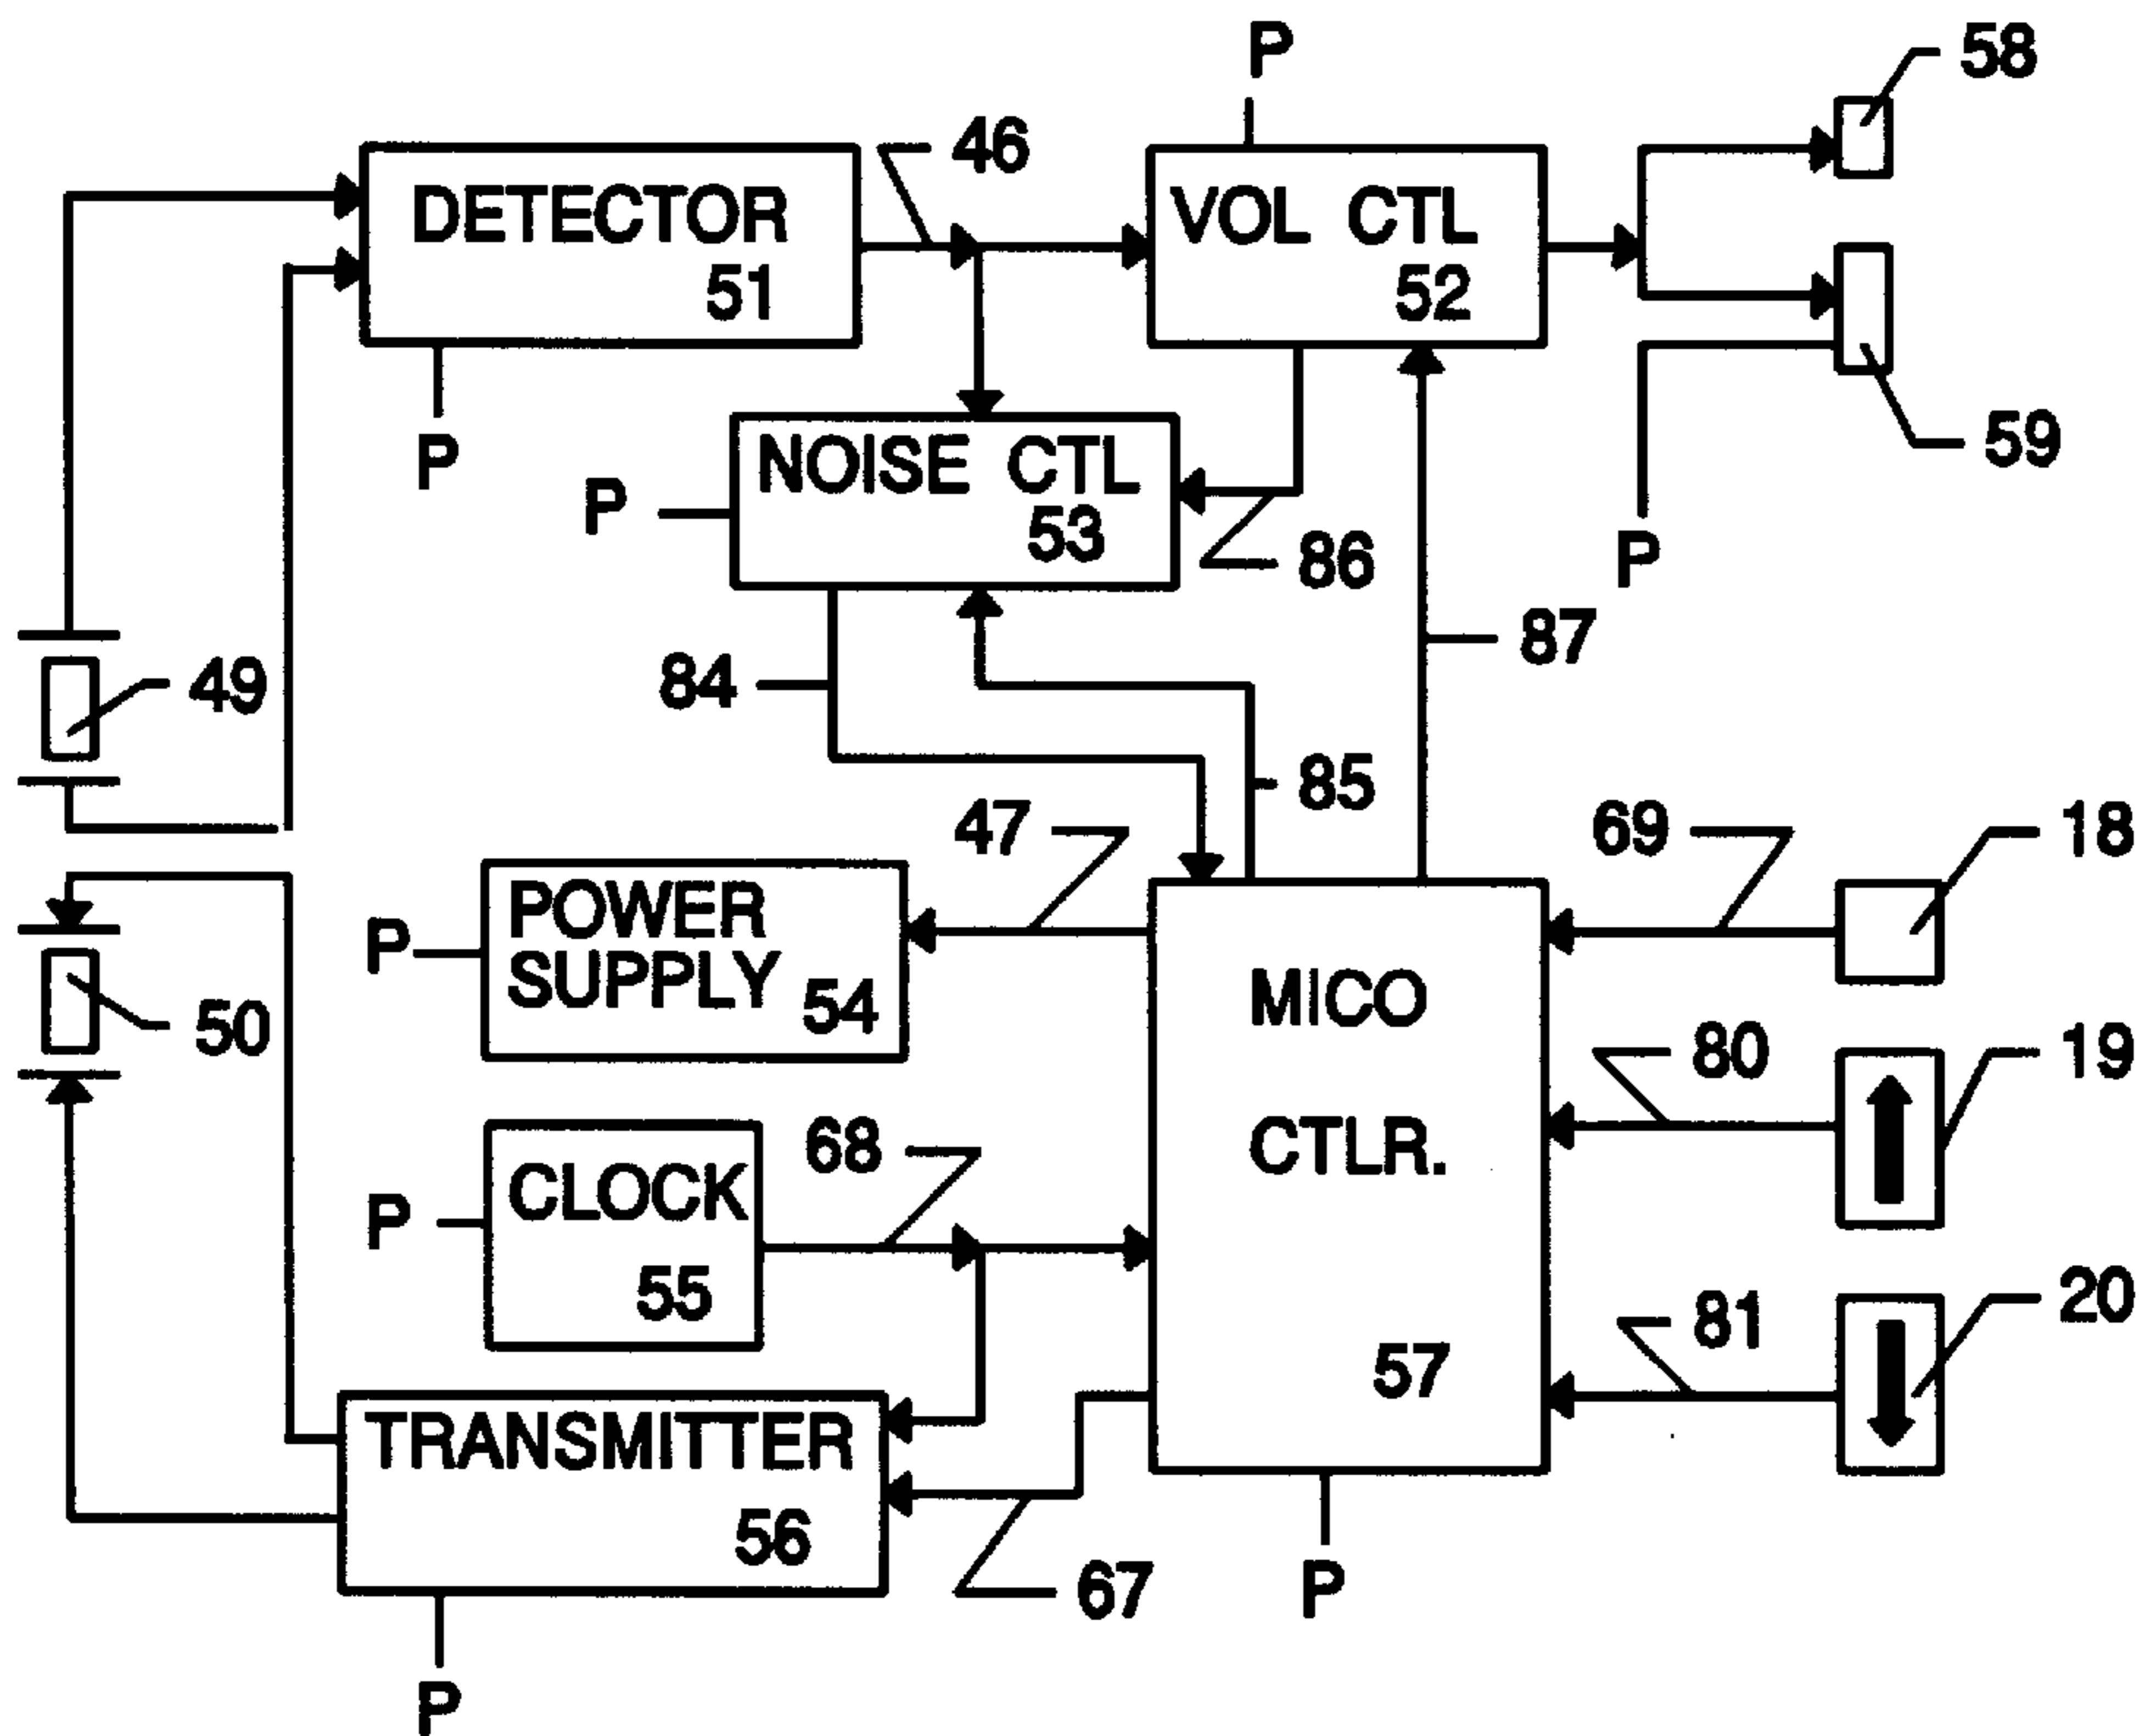 P
58
46
DETECTOR
51
VOL CTL
52
P
NOISE CTL
53
P
59
P
86
87
49
84
85
47
69
18
POWER
SUPPLY
54
P
MICO
CTLR.
57
50
80
19
68
CLOCK
55
P
81
20
TRANSMITTER
56
67
P
P